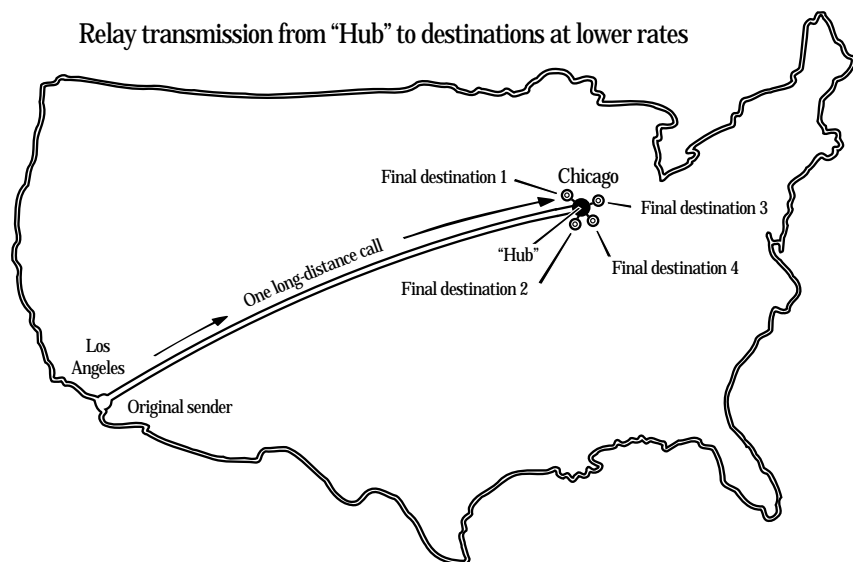 Relay transmission from “Hub” to destinations at lower rates
Final destination 1
Chicago
Final destination 3
“Hub”
Final destination 4
Final destination 2
One long-distance call
Los
Angeles
Original sender